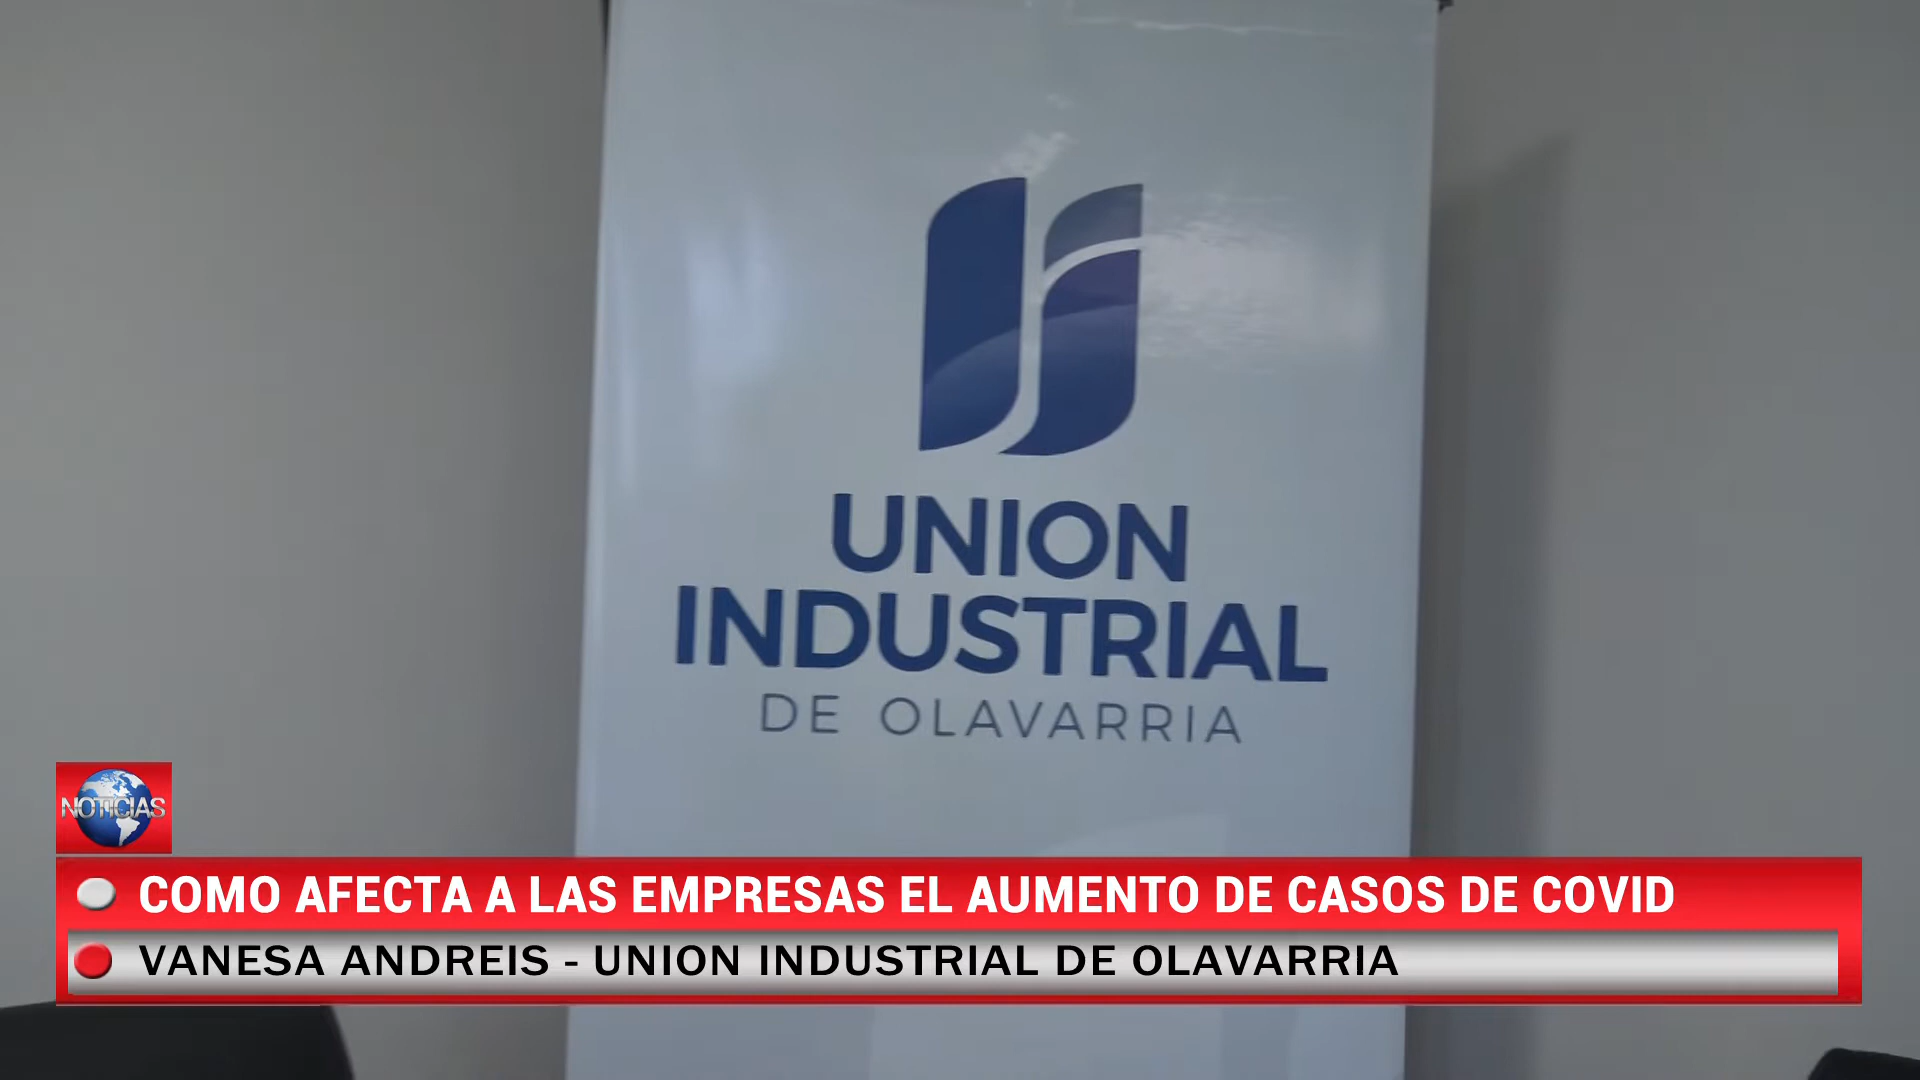 UNION
INDUSTRIAL
DE OLAVARRIA
NOTICIAS
COMO AFECTA A LAS EMPRESAS EL AUMENTO DE CASOS DE COVID
VANESA ANDREIS - UNION INDUSTRIAL DE OLAVARRIA